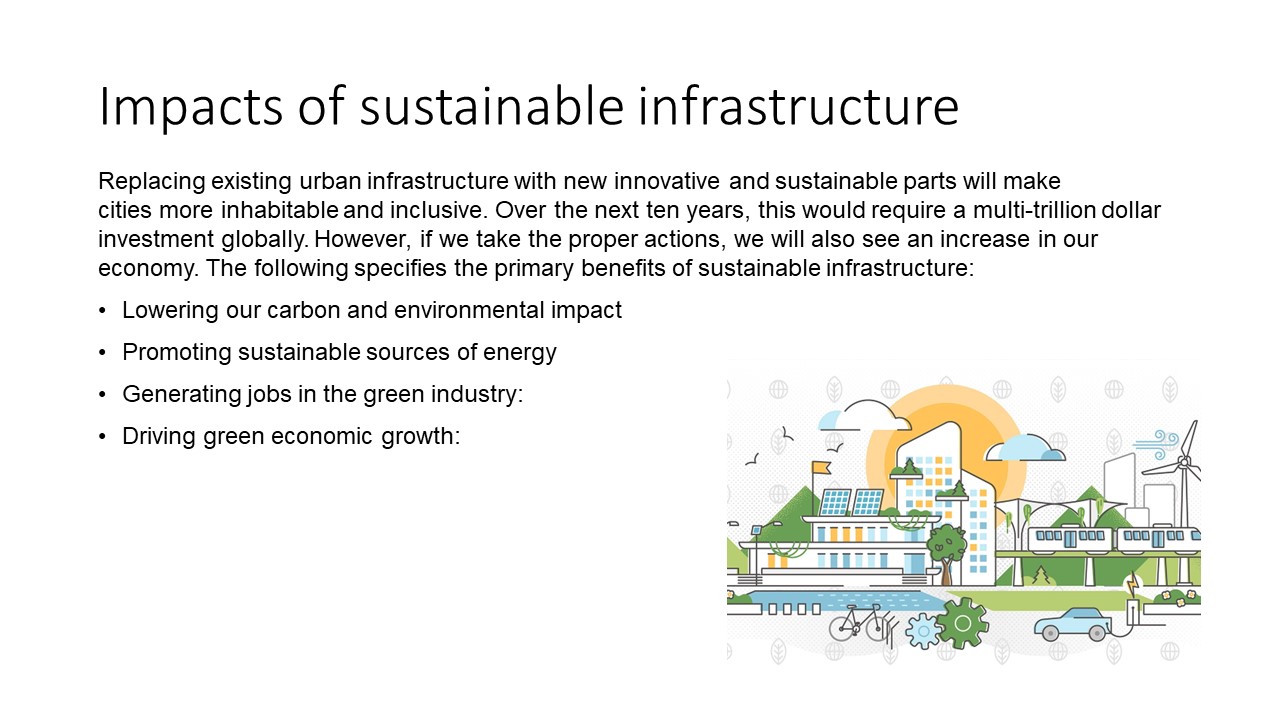 Impacts of sustainable infrastructure
Replacing existing urban infrastructure with new innovative and sustainable parts will make
cities more inhabitable and inclusive. Over the next ten years, this would require a multi-trillion dollar
investment globally. However, if we take the proper actions, we will also see an increase in our
economy. The following specifies the primary benefits of sustainable infrastructure:
• Lowering our carbon and environmental impact
• Promoting sustainable sources of energy
• Generating jobs in the green industry:
• Driving green economic growth: